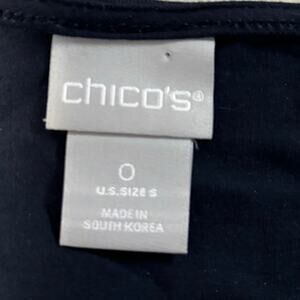 chico's®
0
U.S. SIZE S
MADE IN
SOUTH KOREA